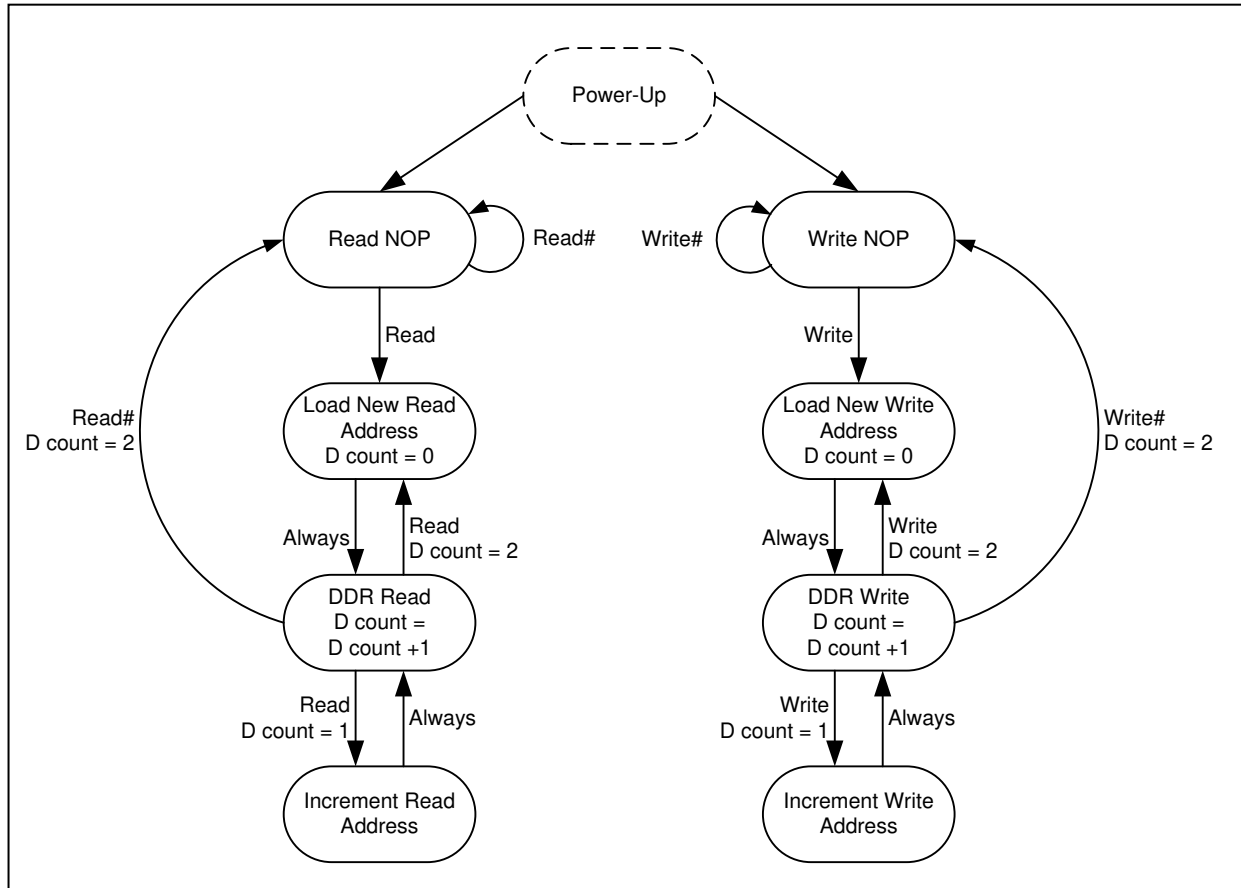 Power-Up
Read NOP
Read#
Write#
Write NOP
Read
Write
Load New Read
Address
D count = 0
Load New Write
Address
D count = 0
Read#
D count = 2
Write#
D count = 2
Always
Read
D count = 2
Always
Write
D count = 2
DDR Read
D count =
D count +1
DDR Write
D count =
D count +1
Read
D count = 1
Always
Write
D count = 1
Always
Increment Read
Address
Increment Write
Address